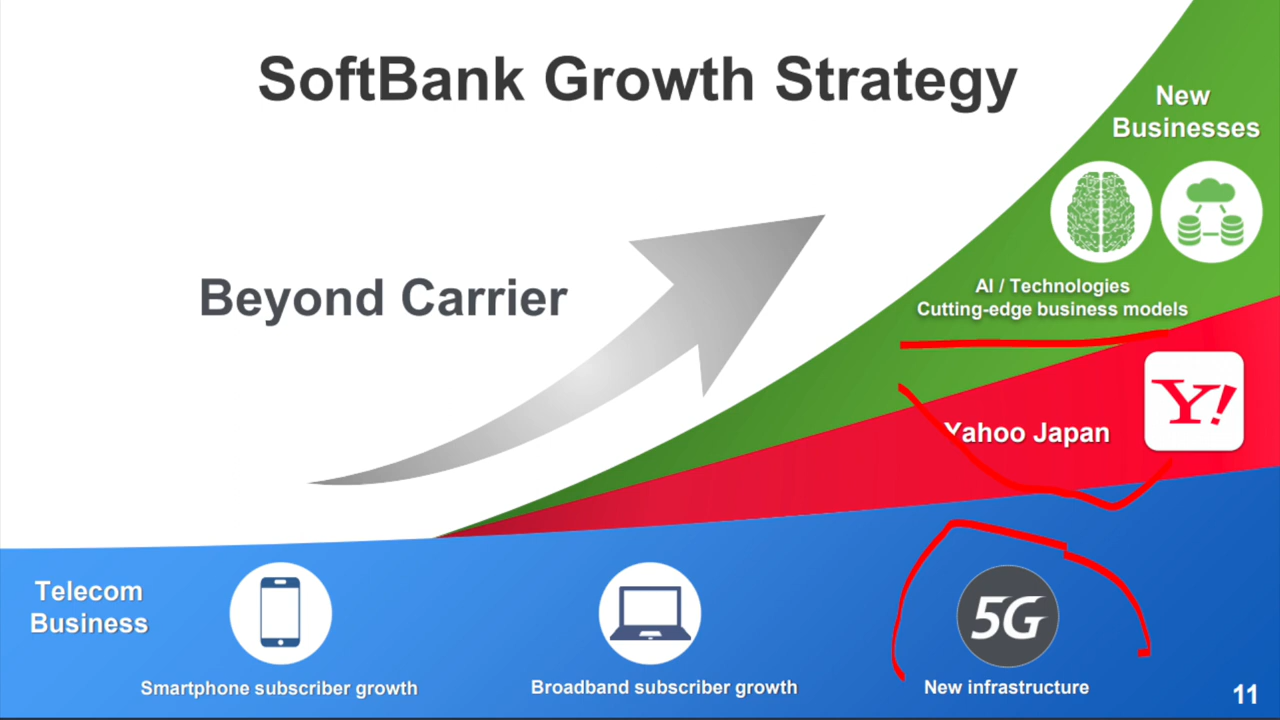 SoftBank Growth Strategy
New
Businesses
Beyond Carrier
AI / Technologies
Cutting-edge business models
Yahoo Japan
Y!
Telecom
Business
5G
Smartphone subscriber growth
Broadband subscriber growth
New infrastructure
11